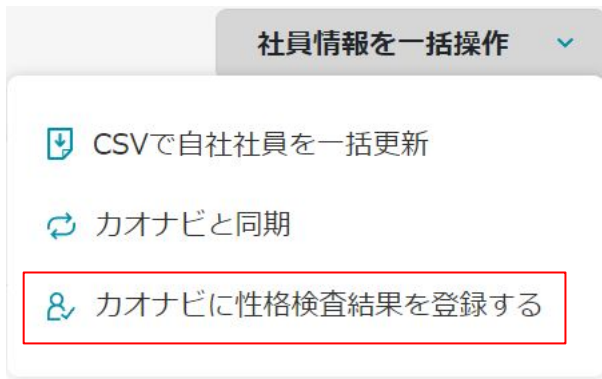 社員情報を一括操作
CSVで自社社員を一括更新
カオナビと同期
カオナビに性格検査結果を登録する